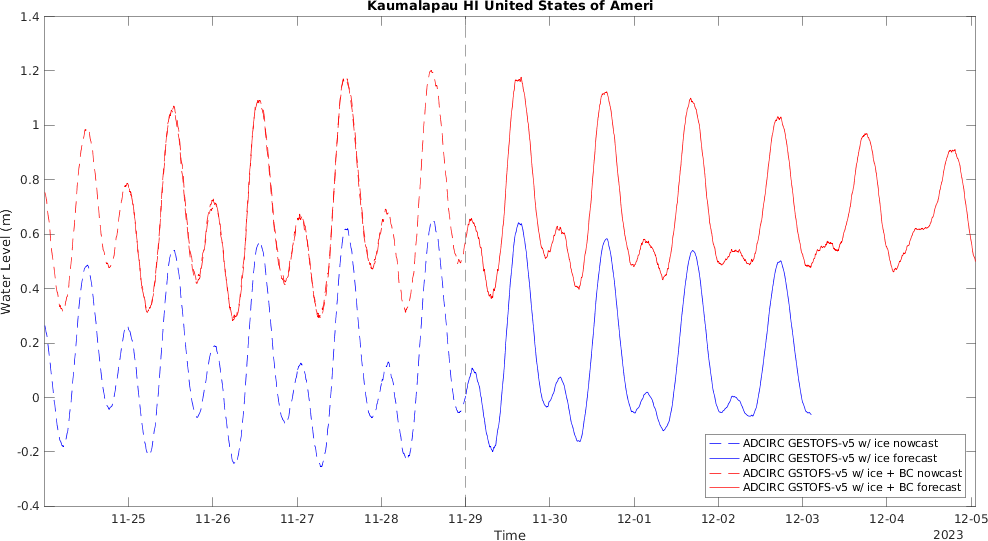 Kaumalapau HI United States of Ameri
Water Level (m)
1.4
1.2
1
0.8
0.6
0.4
0.2
0
-0.2
-0.4
ADCIRC GESTOFS-v5 w/ ice nowcast
ADCIRC GESTOFS-v5 w/ ice forecast
ADCIRC GSTOFS-v5 w/ ice + BC nowcast
ADCIRC GSTOFS-v5 w/ ice + BC forecast
11-25 11-26 11-27 11-28 11-29 11-30 12-01 12-02 12-03 12-04 12-05
Time
2023